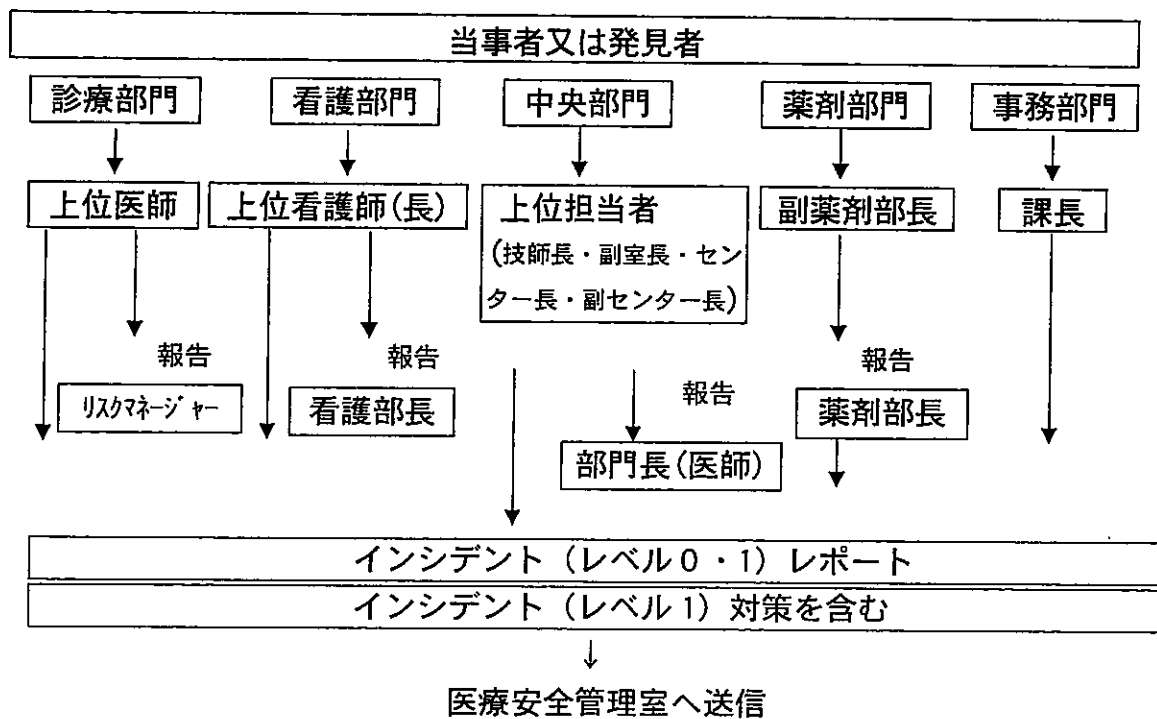 当事者又は発見者
診療部門
看護部門
中央部門
薬剤部門
事務部門
上位医師
上位看護師(長)
上位担当者
(技師長・副室長・セン
ター長・副センター長)
副薬剤部長
課長
報告
報告
報告
報告
リスクマネージャー
看護部長
部門長(医師)
薬剤部長
インシデント(レベル0・1)レポート
インシデント(レベル1)対策を含む
医療安全管理室へ送信